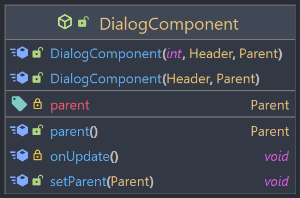 DialogComponent
DialogComponent(int, Header, Parent)
DialogComponent(Header, Parent)
parent Parent
parent() Parent
onUpdate() void
setParent(Parent) void